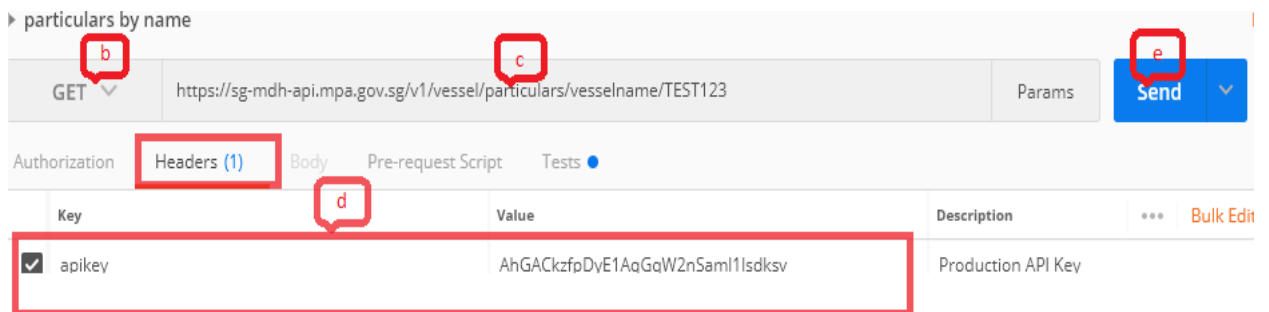 particulars by name
b
c
e
GET https://sg-mdh-api.mpa.gov.sg/v1/vessel/particulars/vesselname/TEST123 Params Send
Authorization Headers (1) Body Pre-request Script Tests
d
Key Value Description ••• Bulk Edit
apikey Production API Key